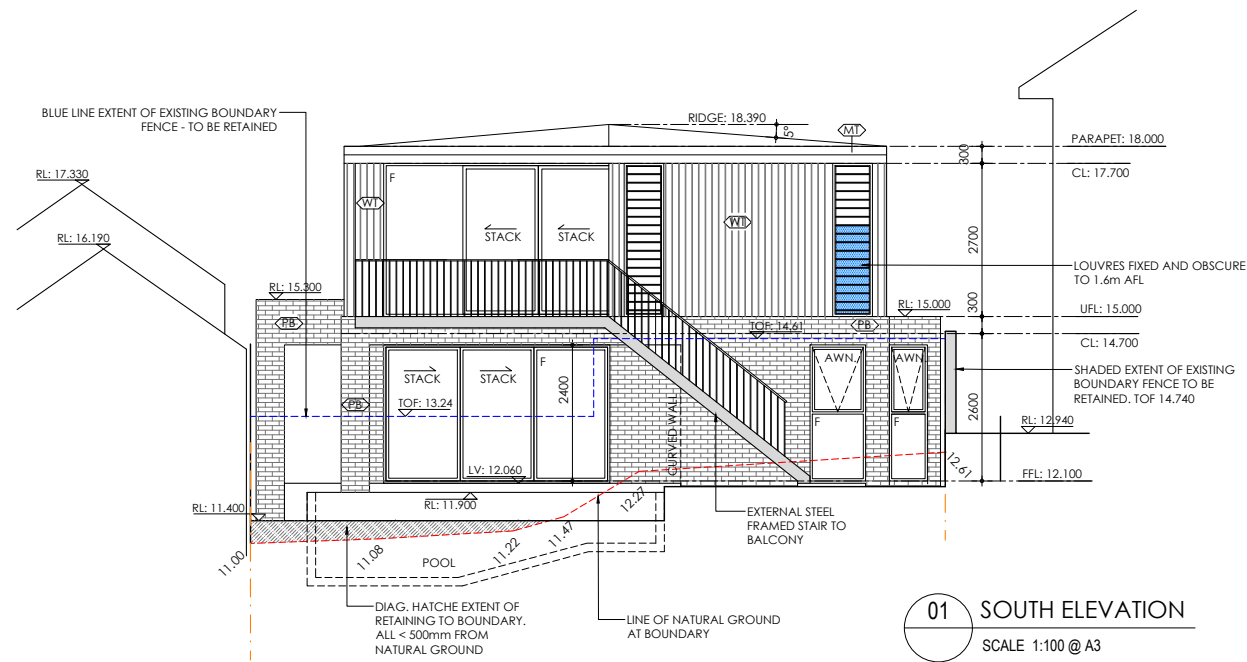 RIDGE: 18.390
5°
MT
PARAPET: 18.000
300
CL: 17.700
BLUE LINE EXTENT OF EXISTING BOUNDARY
FENCE - TO BE RETAINED
RL: 17.330
F
WT
WT
STACK
STACK
2700
RL: 16.190
LOUVRES FIXED AND OBSCURE
TO 1.6m AFL
RL: 15.300
RL: 15.000
300
UFL: 15.000
PB
TOF: 14.61
PB
CL: 14.700
STACK
STACK
F
2400
AWN.
AWN.
SHADED EXTENT OF EXISTING
BOUNDARY FENCE TO BE
RETAINED. TOF 14.740
PB
TOF: 13.24
CURVED WALL
F
F
2600
RL: 12.940
LV: 12.060
12.61
FFL: 12.100
RL: 11.900
12.27
RL: 11.400
EXTERNAL STEEL
FRAMED STAIR TO
BALCONY
11.00
11.08
11.22
11.47
POOL
DIAG. HATCHE EXTENT OF
RETAINING TO BOUNDARY.
ALL < 500mm FROM
NATURAL GROUND
LINE OF NATURAL GROUND
AT BOUNDARY
01
SOUTH ELEVATION
SCALE 1:100 @ A3